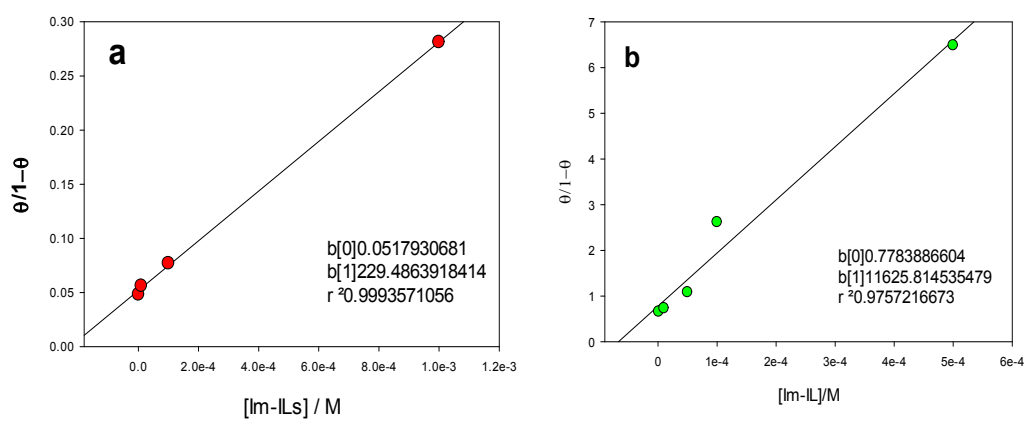 a
θ/1–θ
0.30
0.25
0.20
0.15
0.10
0.05
0.00
b[0]0.0517930681
b[1]229.4863918414
r ²0.9993571056
0.0 2.0e-4 4.0e-4 6.0e-4 8.0e-4 1.0e-3 1.2e-3
[Im-ILs] / M
b
θ/1–θ
7
6
5
4
3
2
1
0
b[0]0.7783886604
b[1]11625.814535479
r ²0.9757216673
0 1e-4 2e-4 3e-4 4e-4 5e-4 6e-4
[Im-IL]/M